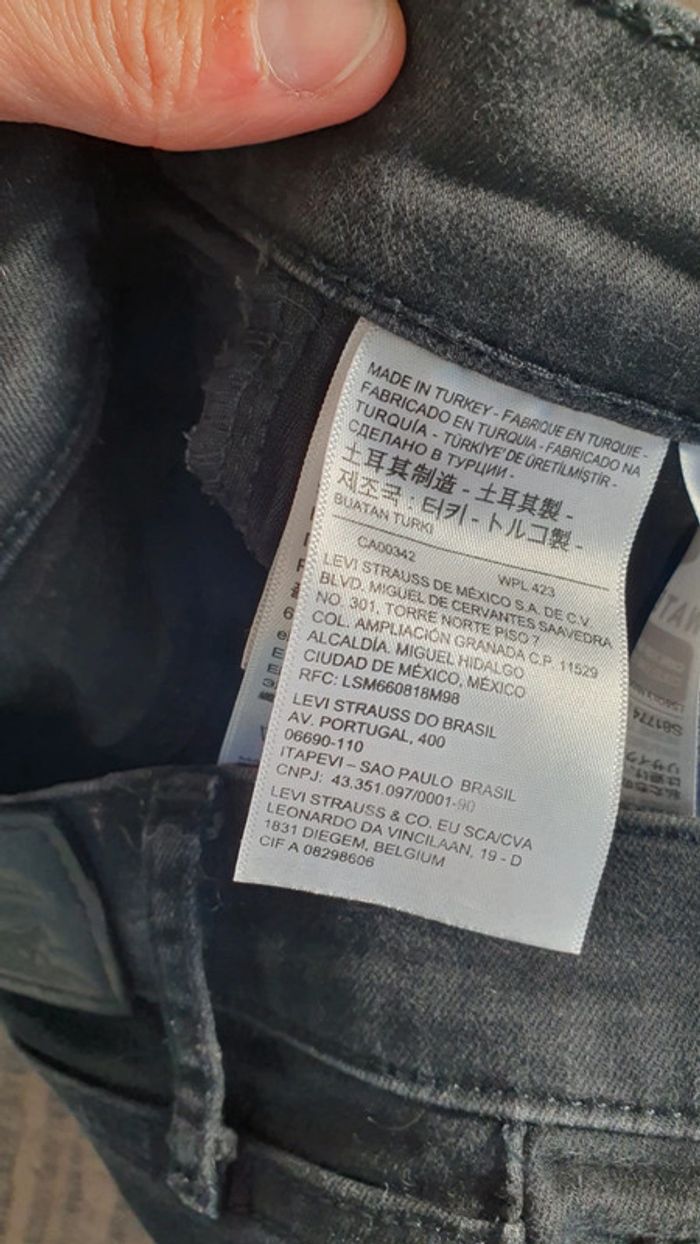 MADE IN TURKEY - FABRIQUE EN TURQUIE -
FABRICADO EN TURQUIA - FABRICADO NA
TURQUÍA - TÜRKİYE'DE ÜRETİLMİŞTİR -
СДЕЛАНО В ТУРЦИИ -
土耳其制造 - 土耳其製 -
제조국 : 터키 - トルコ製 -
BUATAN TURKI
CA00342 WPL 423
LEVI STRAUSS DE MÉXICO S.A. DE C.V.
BLVD. MIGUEL DE CERVANTES SAAVEDRA
NO. 301, TORRE NORTE PISO 7
COL. AMPLIACIÓN GRANADA C.P. 11529
ALCALDÍA. MIGUEL HIDALGO
CIUDAD DE MÉXICO, MÉXICO
RFC: LSM660818M98
LEVI STRAUSS DO BRASIL
AV. PORTUGAL, 400
06690-110
ITAPEVI – SAO PAULO BRASIL
CNPJ: 43.351.097/0001-90
LEVI STRAUSS & CO. EU SCA/CVA
LEONARDO DA VINCILAAN, 19 - D
1831 DIEGEM, BELGIUM
CIF A 08298606